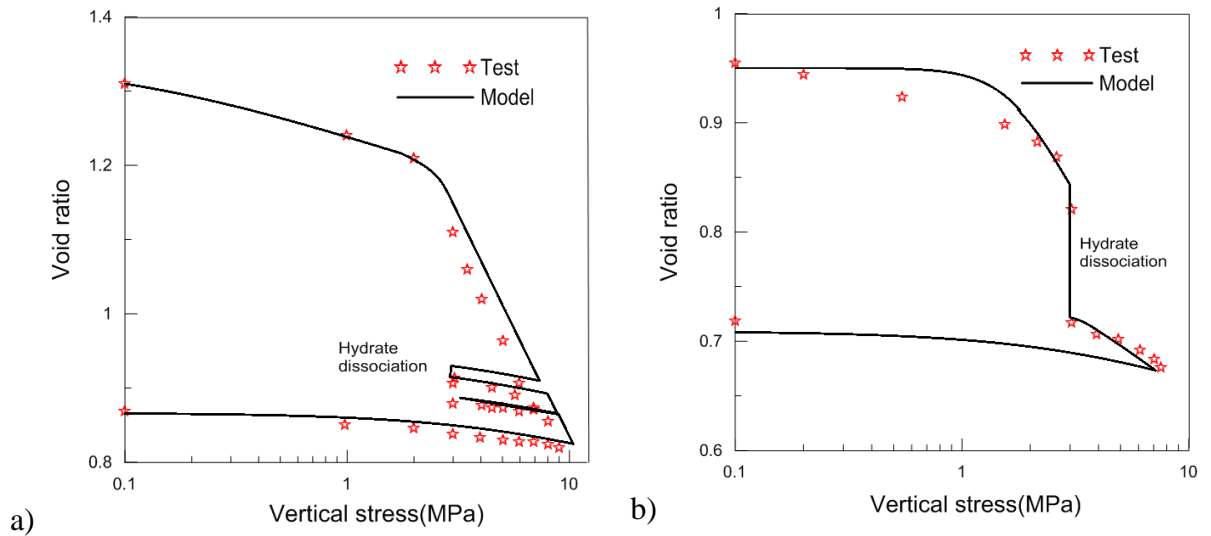 1.4
1.2
1
0.8
0.1
1
10
Void ratio
Vertical stress(MPa)
Test
Model
Hydrate
dissociation
a)
1
0.9
0.8
0.7
0.6
0.1
1
10
Void ratio
Vertical stress(MPa)
Test
Model
Hydrate
dissociation
b)